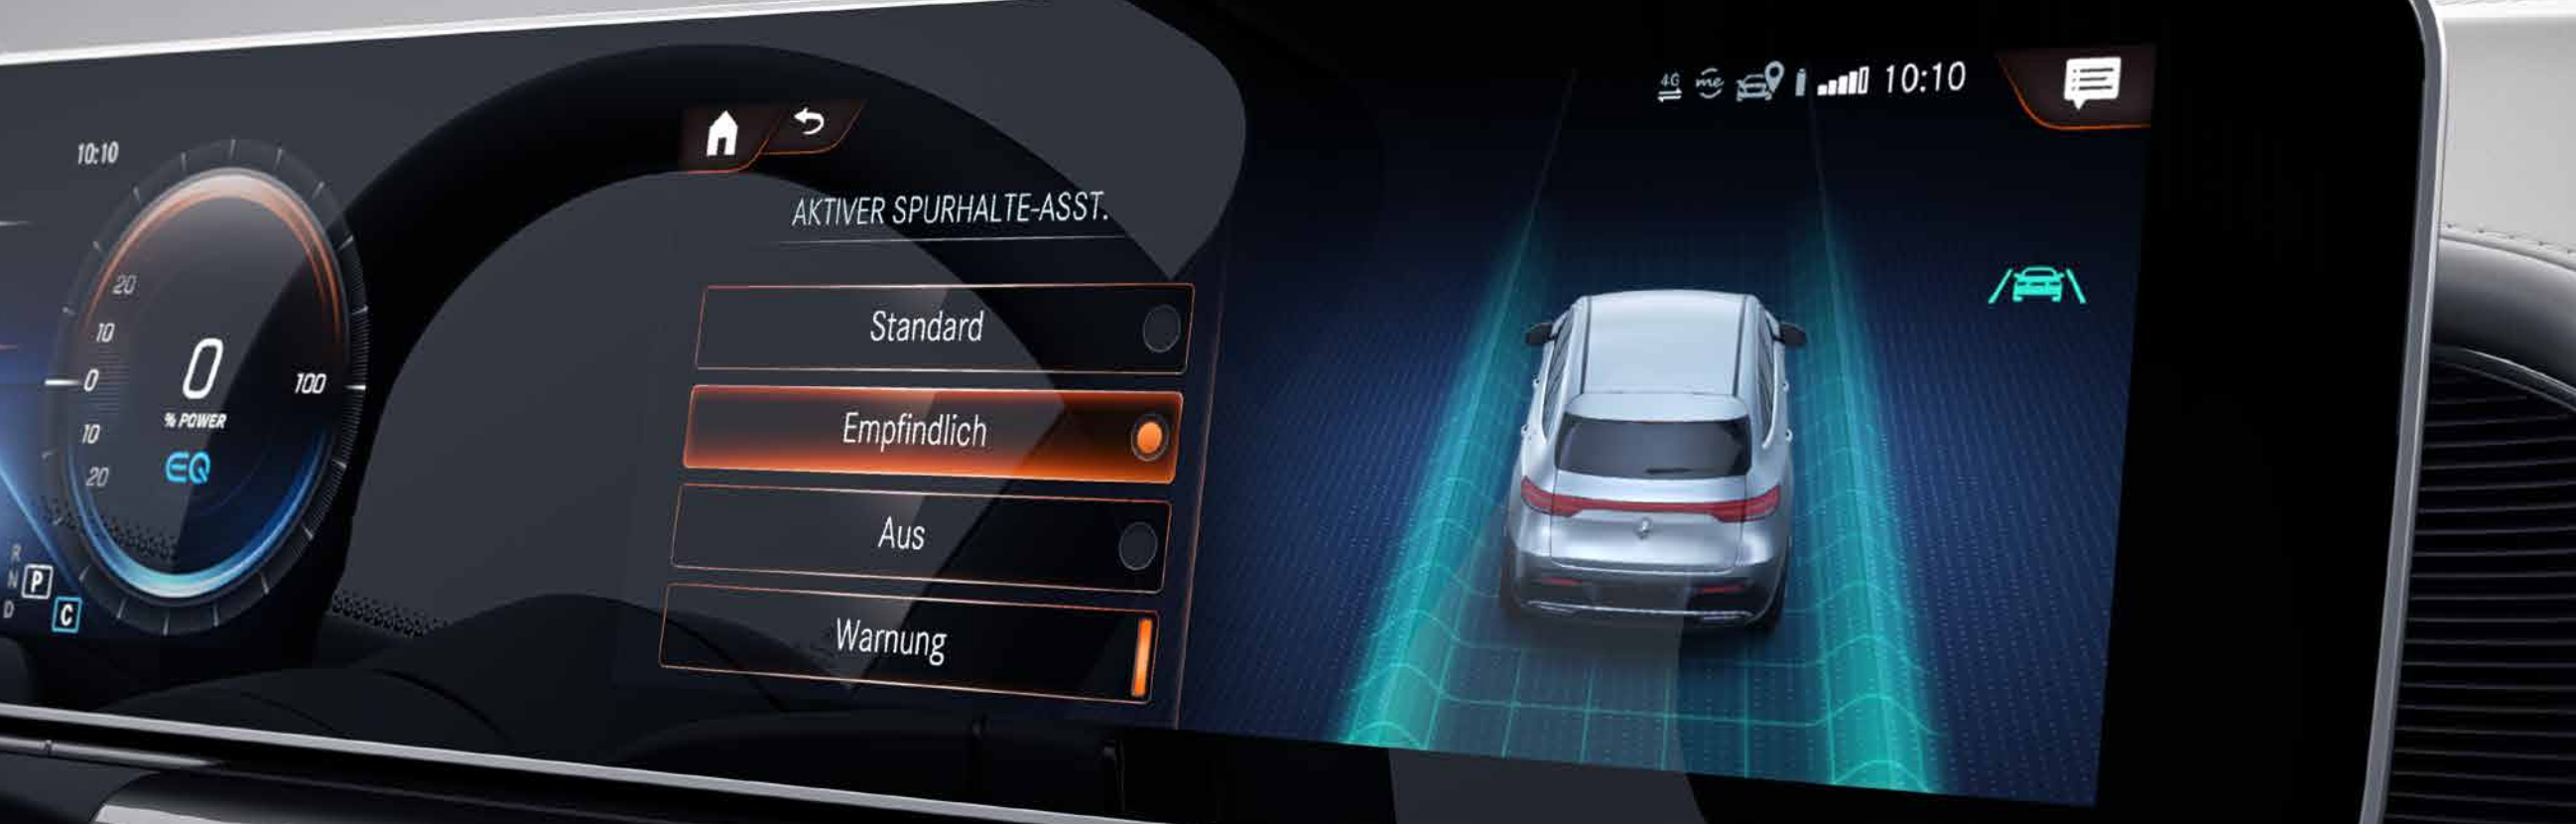 10:10
20
10
0
10
20
0
% POWER
EQ
100
R
N
P
D
C
AKTIVER SPURHALTE-ASST.
Standard
Empfindlich
Aus
Warnung
4G
me
10:10